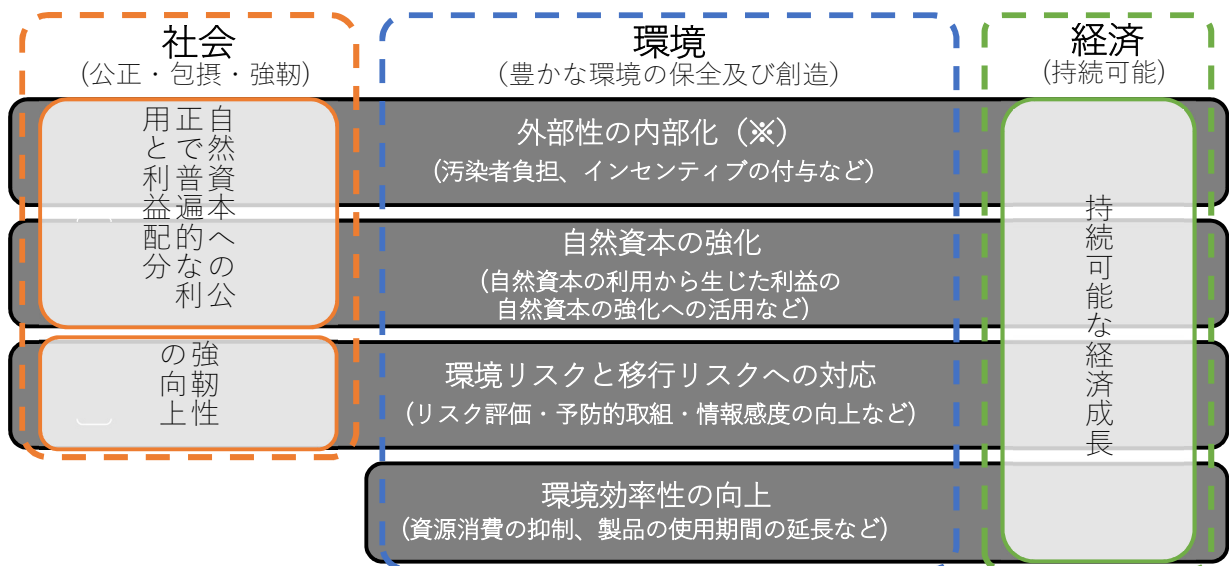 社会
(公正・包摂・強靭)
環境
(豊かな環境の保全及び創造)
経済
(持続可能)
自然資本への公
正で普遍的な利
用と利益配分
外部性の内部化(※)
(汚染者負担、インセンティブの付与など)
自然資本の強化
(自然資本の利用から生じた利益の
自然資本の強化への活用など)
強靭性
の向上
環境リスクと移行リスクへの対応
(リスク評価・予防的取組・情報感度の向上など)
環境効率性の向上
(資源消費の抑制、製品の使用期間の延長など)
持続可能な経済成長